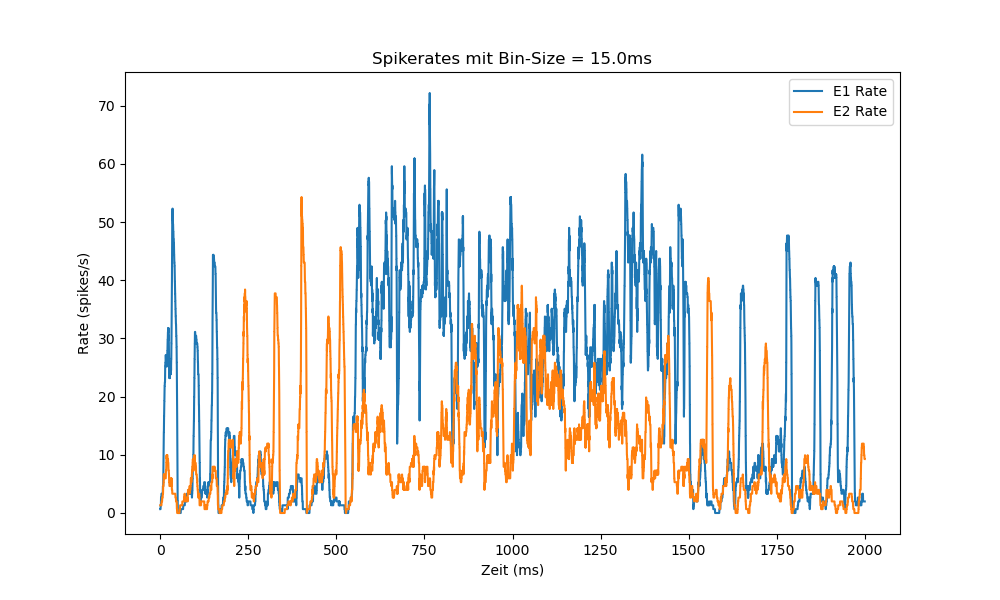 Spikerates mit Bin-Size = 15.0ms
E1 Rate
E2 Rate
Rate (spikes/s)
70
60
50
40
30
20
10
0
0 250 500 750 1000 1250 1500 1750 2000
Zeit (ms)